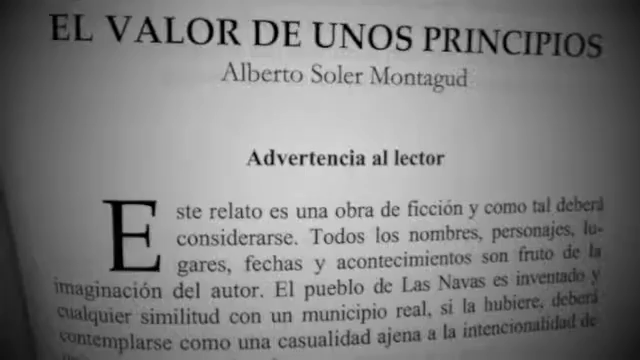 EL VALOR DE UNOS PRINCIPIOS
Alberto Soler Montagud
Advertencia al lector
Este relato es una obra de ficción y como tal deberá
considerarse. Todos los nombres, personajes, lu-
gares, fechas y acontecimientos son fruto de la
imaginación del autor. El pueblo de Las Navas es inventado y
cualquier similitud con un municipio real, si la hubiere, deberá
contemplarse como una casualidad ajena a la intencionalidad de